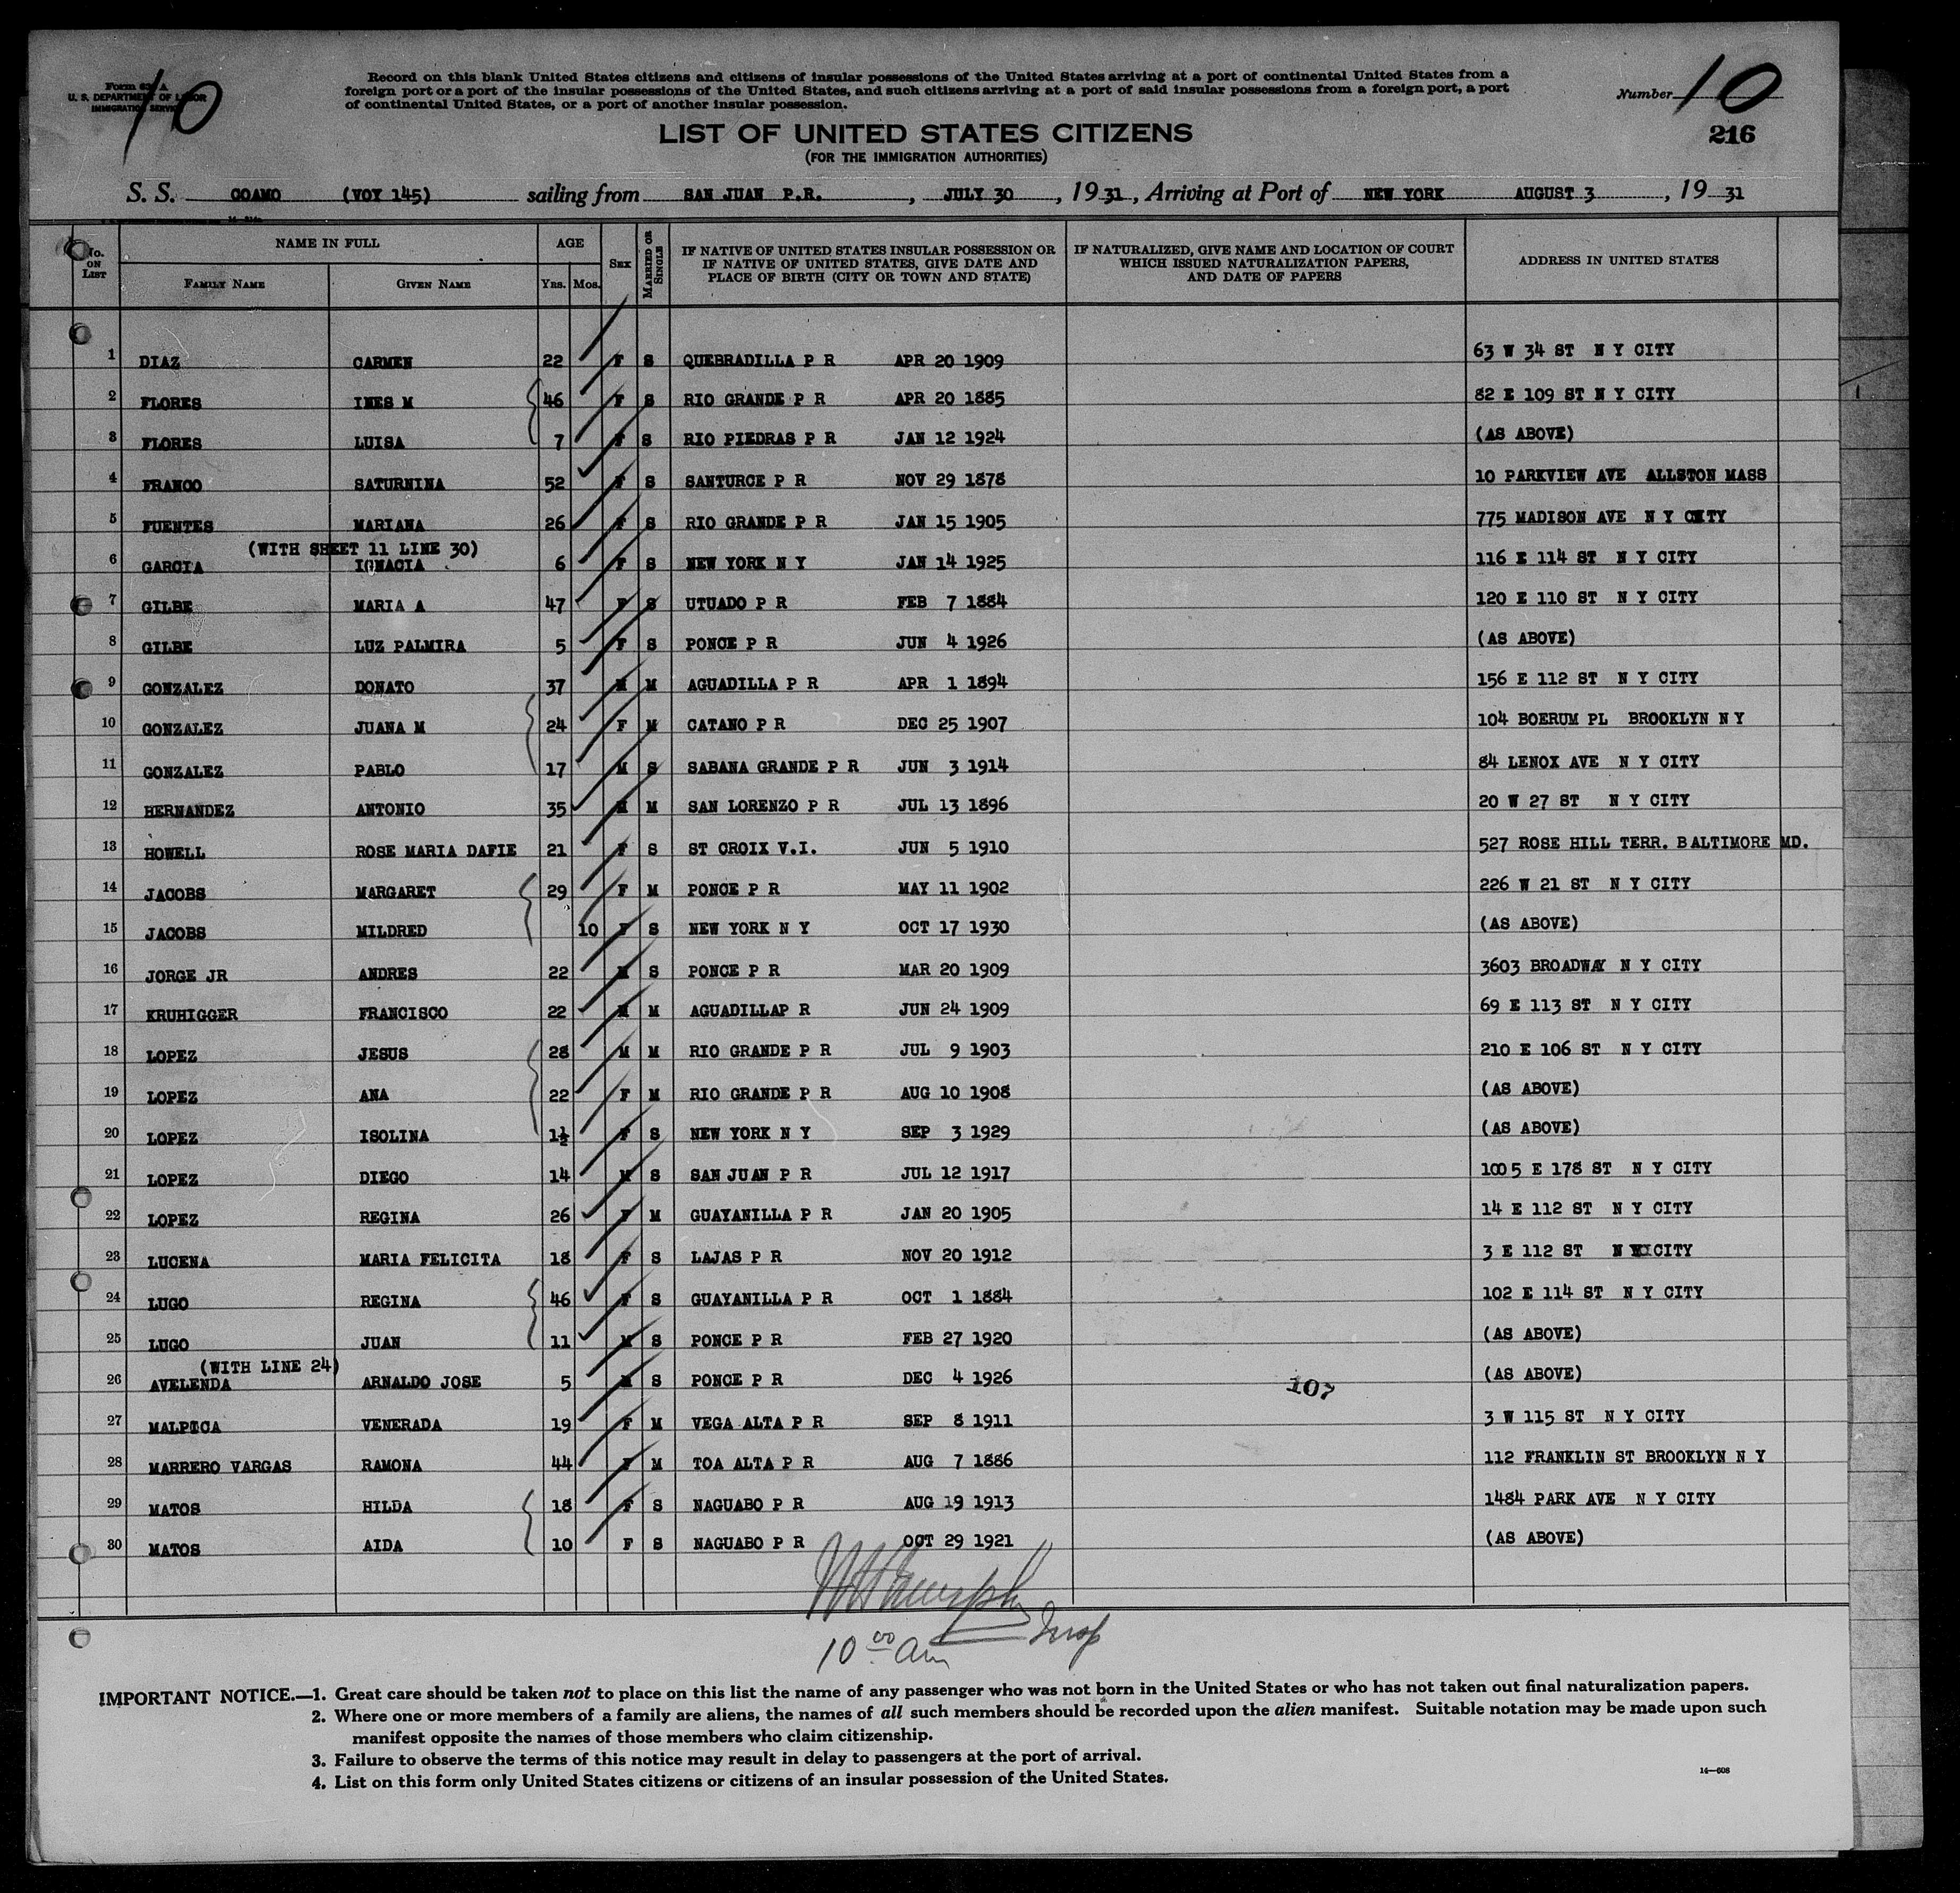 Form 630 A
U. S. DEPARTMENT OF LABOR
IMMIGRATION SERVICE
10
Record on this blank United States citizens and citizens of insular possessions of the United States arriving at a port of continental United States from a
foreign port or a port of the insular possessions of the United States, and such citizens arriving at a port of said insular possessions from a foreign port, a port
of continental United States, or a port of another insular possession.
Number 10
216
LIST OF UNITED STATES CITIZENS
(FOR THE IMMIGRATION AUTHORITIES)
S. S. COAMO (VOY 145) sailing from SAN JUAN P.R. , JULY 30 , 1931, Arriving at Port of NEW YORK AUGUST 3 , 19 31
No. ON LIST | NAME IN FULL | AGE | SEX | MARRIED OR SINGLE | IF NATIVE OF UNITED STATES INSULAR POSSESSION OR IF NATIVE OF UNITED STATES, GIVE DATE AND PLACE OF BIRTH (CITY OR TOWN AND STATE) | IF NATURALIZED, GIVE NAME AND LOCATION OF COURT WHICH ISSUED NATURALIZATION PAPERS, AND DATE OF PAPERS | ADDRESS IN UNITED STATES
FAMILY NAME | GIVEN NAME | YRS. | MOS.
1 DIAZ CARMEN 22 F S QUEBRADILLA P R APR 20 1909 63 W 34 ST N Y CITY
2 FLORES INES M 46 F S RIO GRANDE P R APR 20 1885 82 E 109 ST N Y CITY
3 FLORES LUISA 7 F S RIO PIEDRAS P R JAN 12 1924 (AS ABOVE)
4 FRANCO SATURNINA 52 F S SANTURCE P R NOV 29 1878 10 PARKVIEW AVE ALLSTON MASS
5 FUENTES MARIANA 26 F S RIO GRANDE P R JAN 15 1905 775 MADISON AVE N Y CITY
(WITH SHEET 11 LINE 30)
6 GARCIA IGNACIA 6 F S NEW YORK N Y JAN 14 1925 116 E 114 ST N Y CITY
7 GILBE MARIA A 47 F S UTUADO P R FEB 7 1884 120 E 110 ST N Y CITY
8 GILBE LUZ PALMIRA 5 F S PONCE P R JUN 4 1926 (AS ABOVE)
9 GONZALEZ DONATO 37 M M AGUADILLA P R APR 1 1894 156 E 112 ST N Y CITY
10 GONZALEZ JUANA M 24 F M CATANO P R DEC 25 1907 104 BOERUM PL BROOKLYN N Y
11 GONZALEZ PABLO 17 M S SABANA GRANDE P R JUN 3 1914 84 LENOX AVE N Y CITY
12 HERNANDEZ ANTONIO 35 M M SAN LORENZO P R JUL 13 1896 20 W 27 ST N Y CITY
13 HOWELL ROSE MARIA DAFIE 21 F S ST CROIX V.I. JUN 5 1910 527 ROSE HILL TERR. BALTIMORE MD.
14 JACOBS MARGARET 29 F M PONCE P R MAY 11 1902 226 W 21 ST N Y CITY
15 JACOBS MILDRED 10 F S NEW YORK N Y OCT 17 1930 (AS ABOVE)
16 JORGE JR ANDRES 22 M S PONCE P R MAR 20 1909 3603 BROADWAY N Y CITY
17 KRUHIGGER FRANCISCO 22 M M AGUADILLAP R JUN 24 1909 69 E 113 ST N Y CITY
18 LOPEZ JESUS 28 M M RIO GRANDE P R JUL 9 1903 210 E 106 ST N Y CITY
19 LOPEZ ANA 22 F M RIO GRANDE P R AUG 10 1908 (AS ABOVE)
20 LOPEZ ISOLINA 1½ F S NEW YORK N Y SEP 3 1929 (AS ABOVE)
21 LOPEZ DIEGO 14 M S SAN JUAN P R JUL 12 1917 1005 E 178 ST N Y CITY
22 LOPEZ REGINA 26 F M GUAYANILLA P R JAN 20 1905 14 E 112 ST N Y CITY
23 LUCENA MARIA FELICITA 18 F S LAJAS P R NOV 20 1912 3 E 112 ST N Y CITY
24 LUGO REGINA 46 F S GUAYANILLA P R OCT 1 1884 102 E 114 ST N Y CITY
25 LUGO JUAN 11 M S PONCE P R FEB 27 1920 (AS ABOVE)
(WITH LINE 24)
26 AVELENDA ARNALDO JOSE 5 M S PONCE P R DEC 4 1926 (AS ABOVE)
107
27 MALPICA VENERADA 19 F M VEGA ALTA P R SEP 8 1911 3 W 115 ST N Y CITY
28 MARRERO VARGAS RAMONA 44 F M TOA ALTA P R AUG 7 1886 112 FRANKLIN ST BROOKLYN N Y
29 MATOS HILDA 18 F S NAGUABO P R AUG 19 1913 1484 PARK AVE N Y CITY
30 MATOS AIDA 10 F S NAGUABO P R OCT 29 1921 (AS ABOVE)
Insp
10 00 am
IMPORTANT NOTICE.—1. Great care should be taken not to place on this list the name of any passenger who was not born in the United States or who has not taken out final naturalization papers.
2. Where one or more members of a family are aliens, the names of all such members should be recorded upon the alien manifest. Suitable notation may be made upon such
manifest opposite the names of those members who claim citizenship.
3. Failure to observe the terms of this notice may result in delay to passengers at the port of arrival.
4. List on this form only United States citizens or citizens of an insular possession of the United States.
14—608